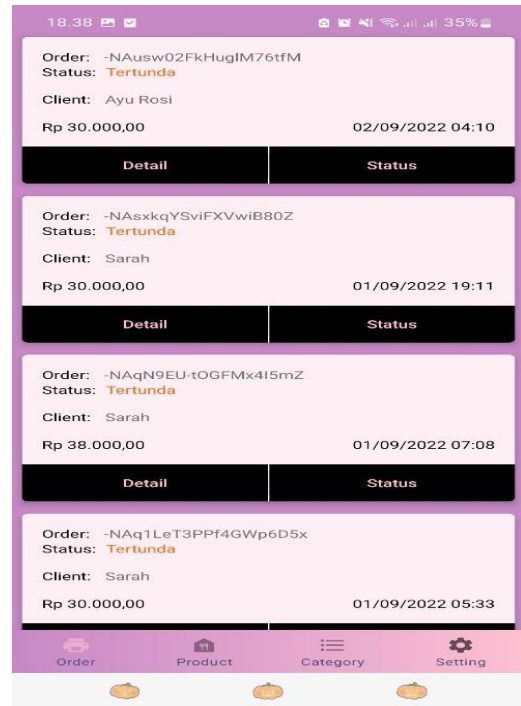 18.38 35%
Order: -NAusw02FkHuglM76tfM
Status: Tertunda
Client: Ayu Rosi
Rp 30.000,00 02/09/2022 04:10
Detail Status
Order: -NAsxkqYSviFXVwiB80Z
Status: Tertunda
Client: Sarah
Rp 30.000,00 01/09/2022 19:11
Detail Status
Order: -NAqN9EU-tOGFMx4I5mZ
Status: Tertunda
Client: Sarah
Rp 38.000,00 01/09/2022 07:08
Detail Status
Order: -NAq1LeT3PPf4GWp6D5x
Status: Tertunda
Client: Sarah
Rp 30.000,00 01/09/2022 05:33
Order Product Category Setting